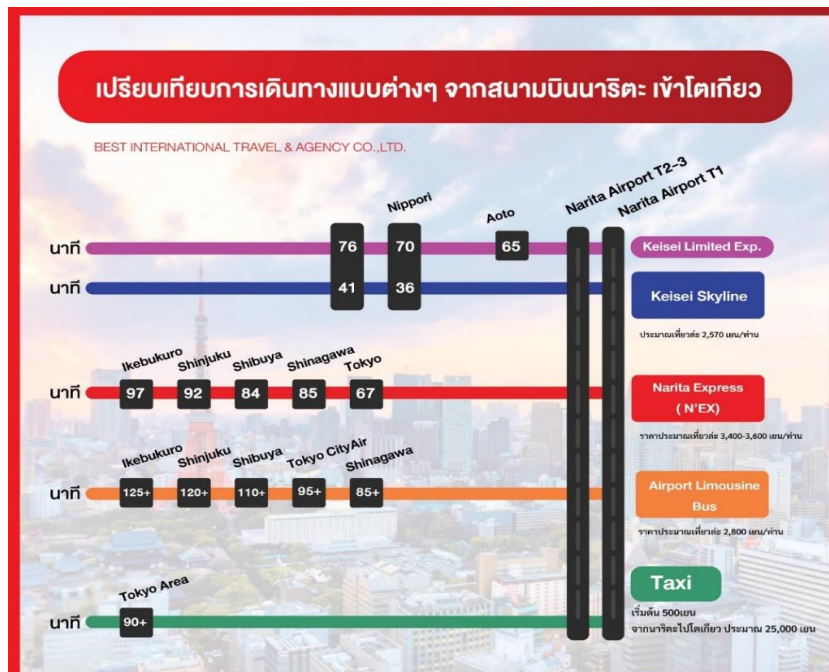 เปรียบเทียบการเดินทางแบบต่างๆ จากสนามบินนาริตะ เข้าโตเกียว
BEST INTERNATIONAL TRAVEL & AGENCY CO.,LTD.
Nippori
Aoto
Narita Airport T2-3
Narita Airport T1
นาที
76
70
65
Keisei Limited Exp.
นาที
41
36
Keisei Skyline
ประมาณเที่ยวละ 2,570 เยน/ท่าน
Ikebukuro
Shinjuku
Shibuya
Shinagawa
Tokyo
นาที
97
92
84
85
67
Narita Express
( N'EX)
ราคาประมาณเที่ยวละ 3,400-3,600 เยน/ท่าน
Ikebukuro
Shinjuku
Shibuya
Tokyo CityAir
Shinagawa
นาที
125+
120+
110+
95+
85+
Airport Limousine
Bus
ราคาประมาณเที่ยวละ 2,800 เยน/ท่าน
Tokyo Area
นาที
90+
Taxi
เริ่มต้น 500เยน
จากนาริตะไปโตเกียว ประมาณ 25,000 เยน